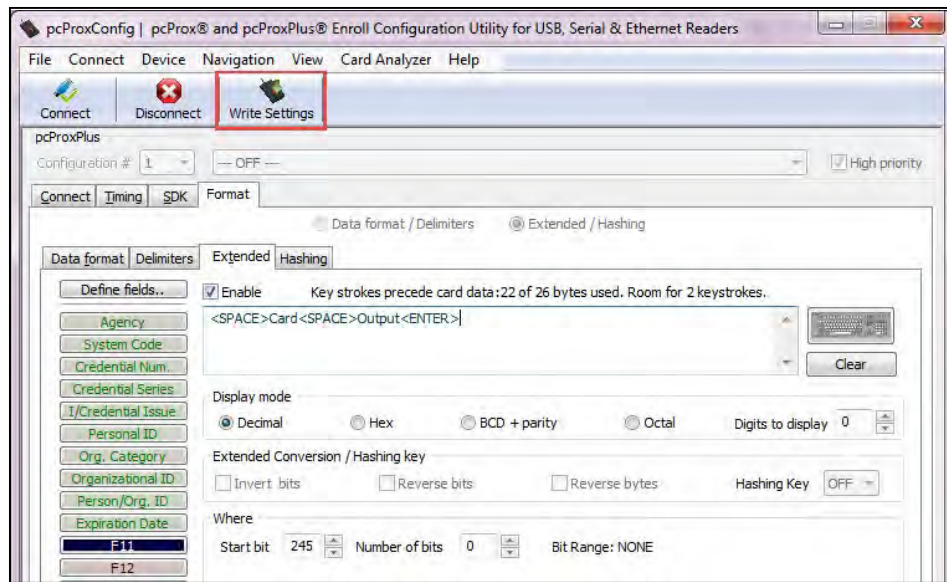 pcProxConfig | pcProx® and pcProxPlus® Enroll Configuration Utility for USB, Serial & Ethernet Readers
File Connect Device Navigation View Card Analyzer Help
Connect Disconnect Write Settings
pcProxPlus
Configuration # 1 --- OFF --- High priority
Connect Timing SDK Format
Data format / Delimiters Extended / Hashing
Data format Delimiters Extended Hashing
Define fields.. Enable Key strokes precede card data:22 of 26 bytes used. Room for 2 keystrokes.
Agency <SPACE>Card<SPACE>Output<ENTER>
System Code
Credential Num. Clear
Credential Series
Display mode
I/Credential Issue Decimal Hex BCD + parity Octal Digits to display 0
Personal ID
Org. Category Extended Conversion / Hashing key
Organizational ID Invert bits Reverse bits Reverse bytes Hashing Key OFF
Person/Org. ID
Expiration Date Where
F11 Start bit 245 Number of bits 0 Bit Range: NONE
F12